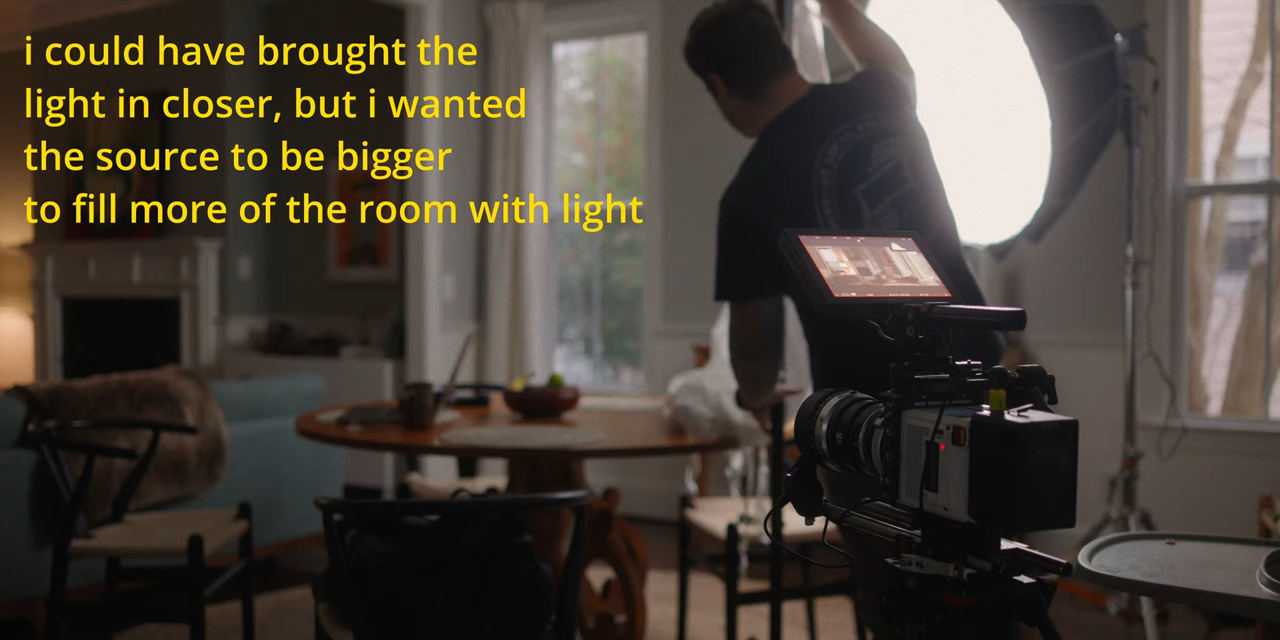 i could have brought the
light in closer, but i wanted
the source to be bigger
to fill more of the room with light